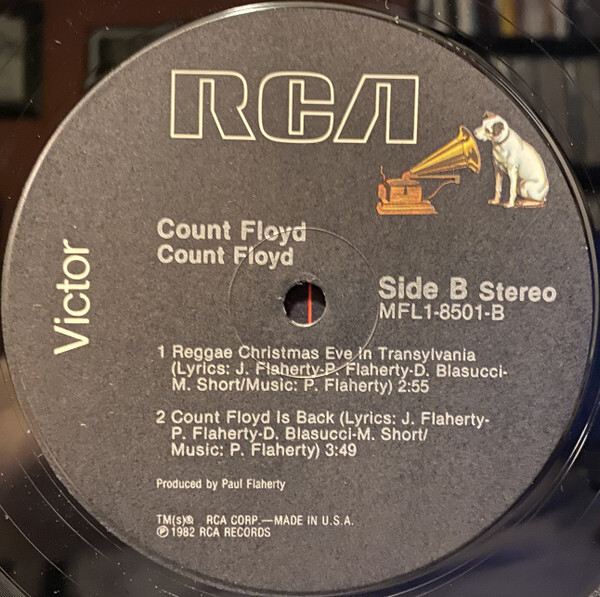 RCA
Victor
Count Floyd
Count Floyd
Side B Stereo
MFL1-8501-B
1 Reggae Christmas Eve In Transylvania
(Lyrics: J. Flaherty-P. Flaherty-D. Blasucci-
M. Short/Music: P. Flaherty) 2:55
2 Count Floyd Is Back (Lyrics: J. Flaherty-
P. Flaherty-D. Blasucci-M. Short/
Music: P. Flaherty) 3:49
Produced by Paul Flaherty
TM(s)® RCA CORP.—MADE IN U.S.A.
℗ 1982 RCA RECORDS